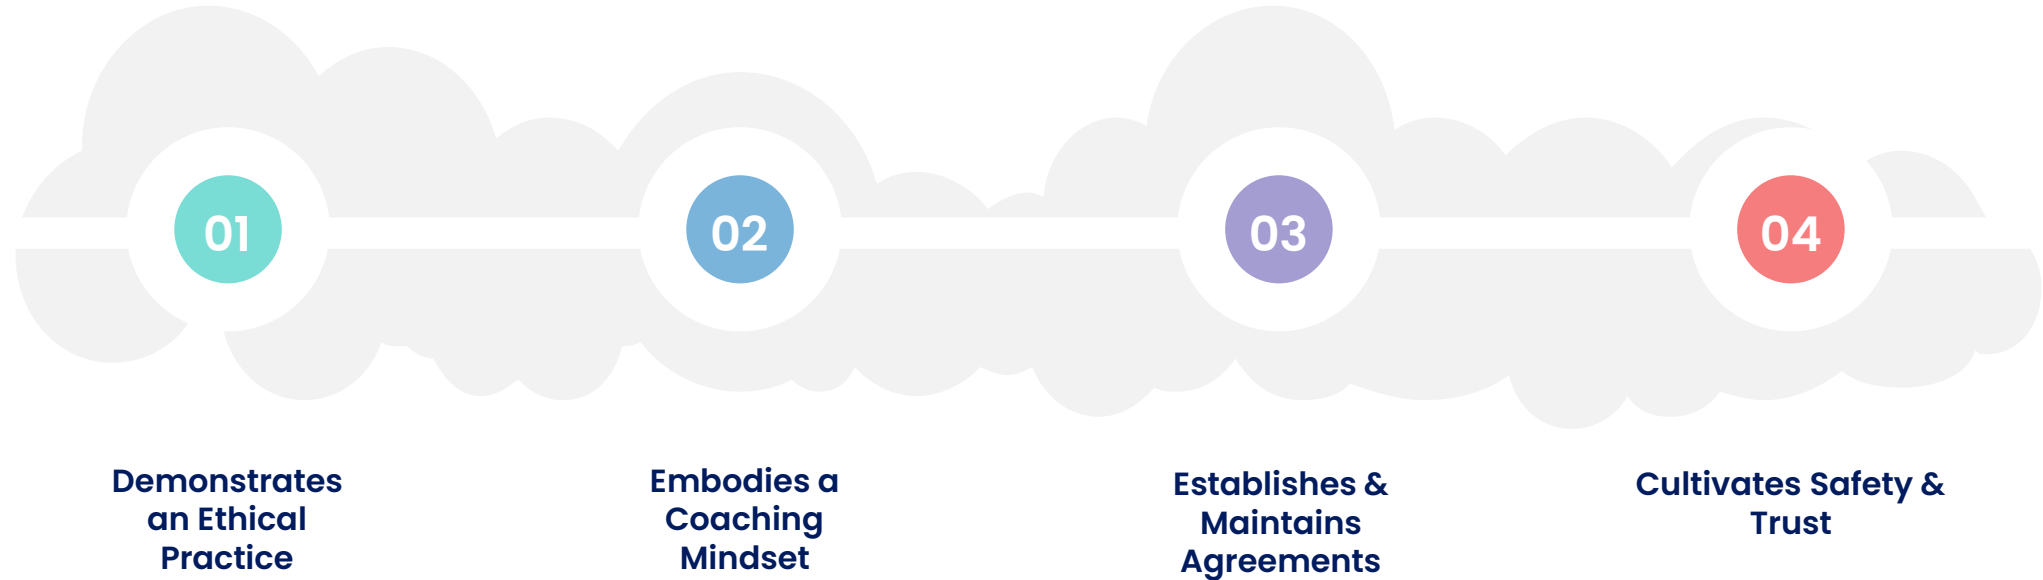 01
02
03
04
Demonstrates
an Ethical
Practice
Embodies a
Coaching
Mindset
Establishes &
Maintains
Agreements
Cultivates Safety &
Trust